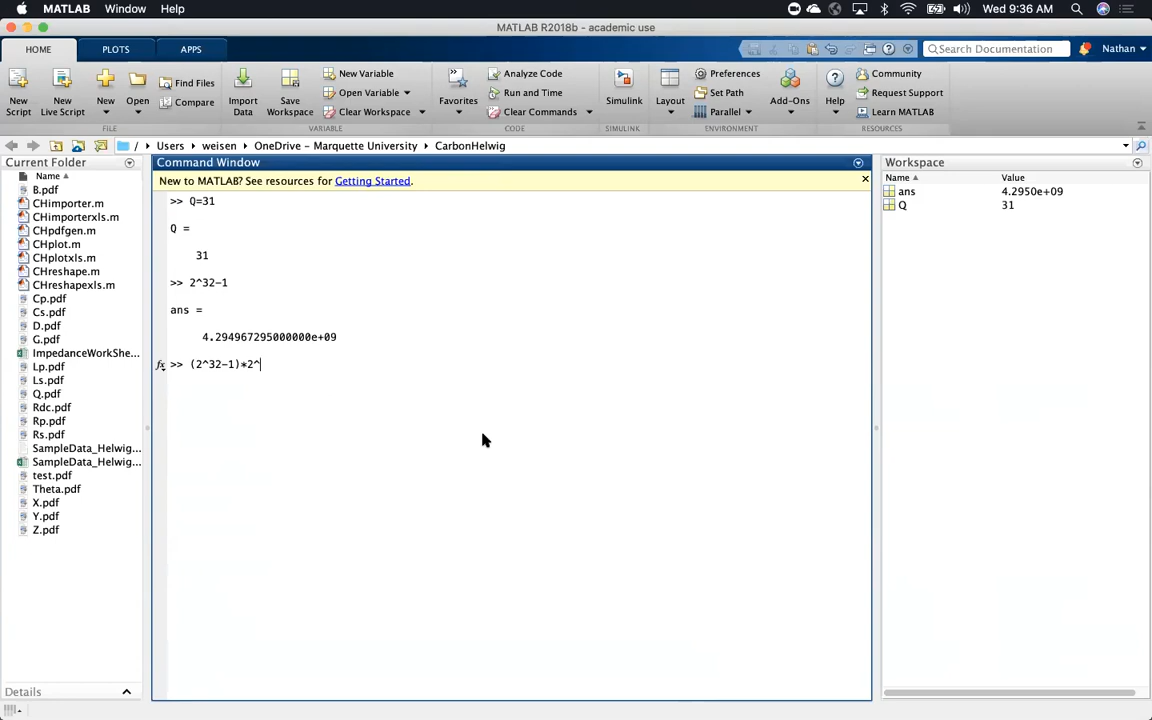 MATLAB Window Help Wed 9:36 AM
MATLAB R2018b - academic use
HOME PLOTS APPS Search Documentation Nathan
New Script New Live Script New Open Find Files Compare Import Data Save Workspace New Variable Open Variable Clear Workspace Favorites Analyze Code Run and Time Clear Commands Simulink Layout Preferences Set Path Parallel Add-Ons Help Community Request Support Learn MATLAB
FILE VARIABLE CODE SIMULINK ENVIRONMENT RESOURCES
/ Users weisen OneDrive - Marquette University CarbonHelwig
Current Folder
Name
B.pdf
CHimporter.m
CHimporterxls.m
CHpdfgen.m
CHplot.m
CHplotxls.m
CHreshape.m
CHreshapexls.m
Cp.pdf
Cs.pdf
D.pdf
G.pdf
ImpedanceWorkShe...
Lp.pdf
Ls.pdf
Q.pdf
Rdc.pdf
Rp.pdf
Rs.pdf
SampleData_Helwig...
SampleData_Helwig...
test.pdf
Theta.pdf
X.pdf
Y.pdf
Z.pdf
Details
Command Window
New to MATLAB? See resources for Getting Started.
>> Q=31
Q =
31
>> 2^32-1
ans =
4.294967295000000e+09
fx >> (2^32-1)*2^
Workspace
Name Value
ans 4.2950e+09
Q 31